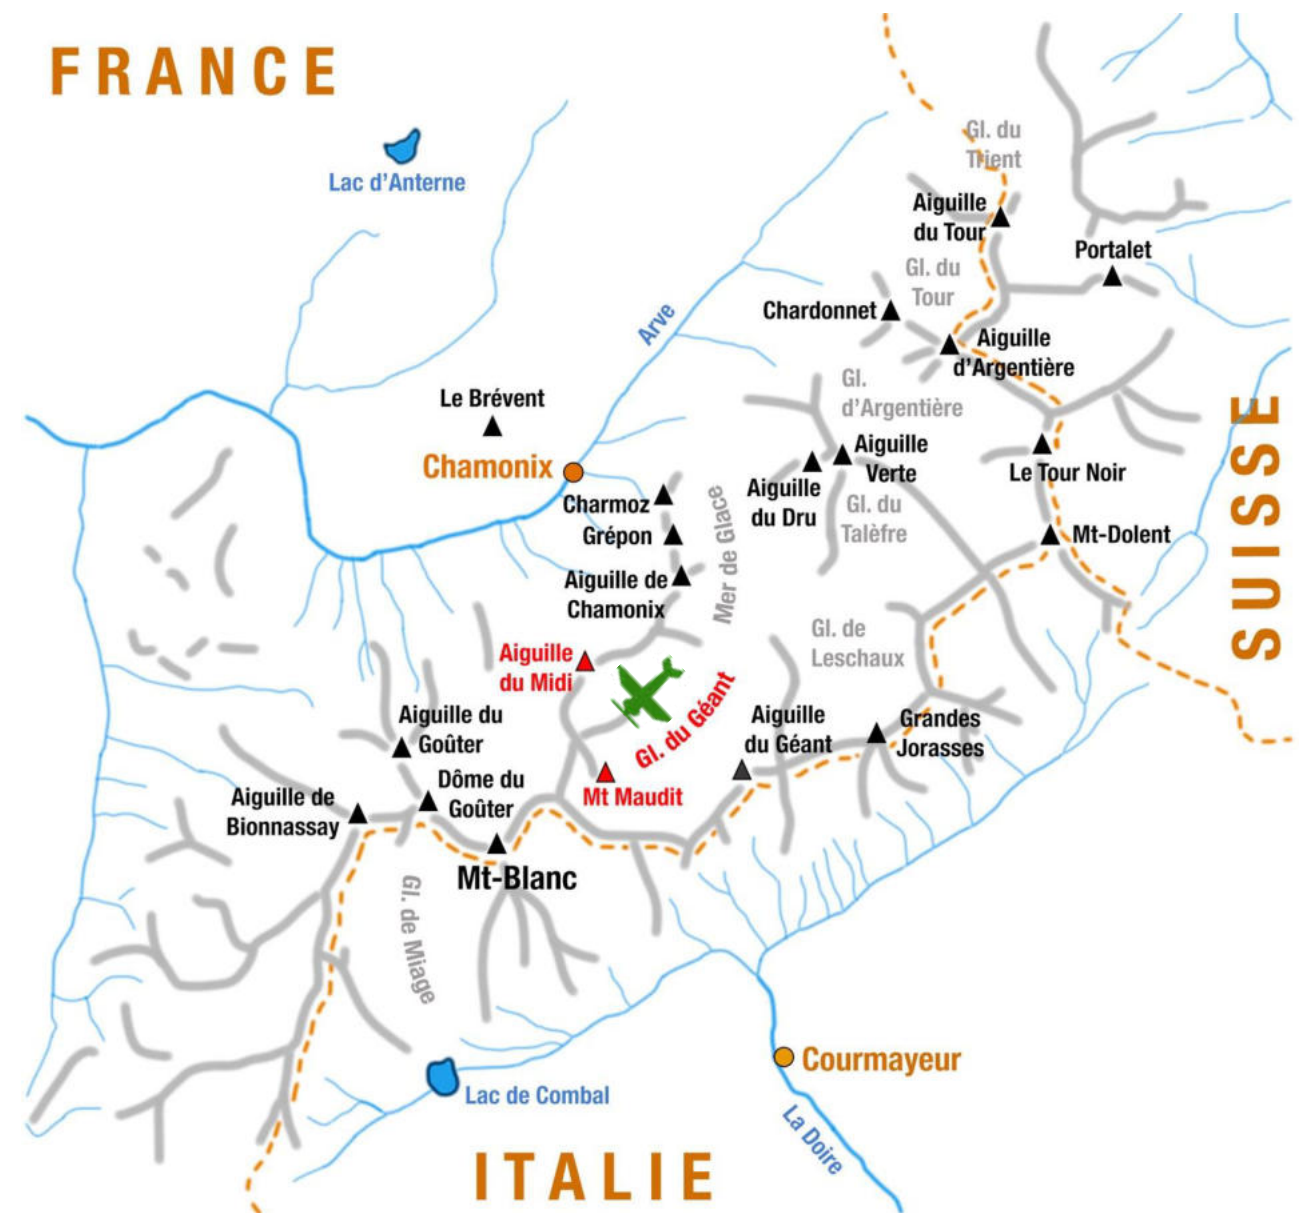 FRANCE
Gl. du
Trient
Lac d'Anterne
Aiguille
du Tour
Portalet
Gl. du
Tour
Chardonnet
Arve
Aiguille
d'Argentière
Gl.
d'Argentière
Le Brévent
SUISSE
Chamonix
Aiguille
Verte
Le Tour Noir
Aiguille
du Dru
Charmoz
Grépon
Gl. du
Talèfre
Mt-Dolent
Mer de Glace
Aiguille de
Chamonix
Gl. de
Leschaux
Aiguille
du Midi
Gl. du Géant
Aiguille du
Goûter
Aiguille
du Géant
Grandes
Jorasses
Dôme du
Goûter
Mt Maudit
Aiguille de
Bionnassay
Mt-Blanc
Gl. de Miage
Courmayeur
Lac de Combal
La Doire
ITALIE